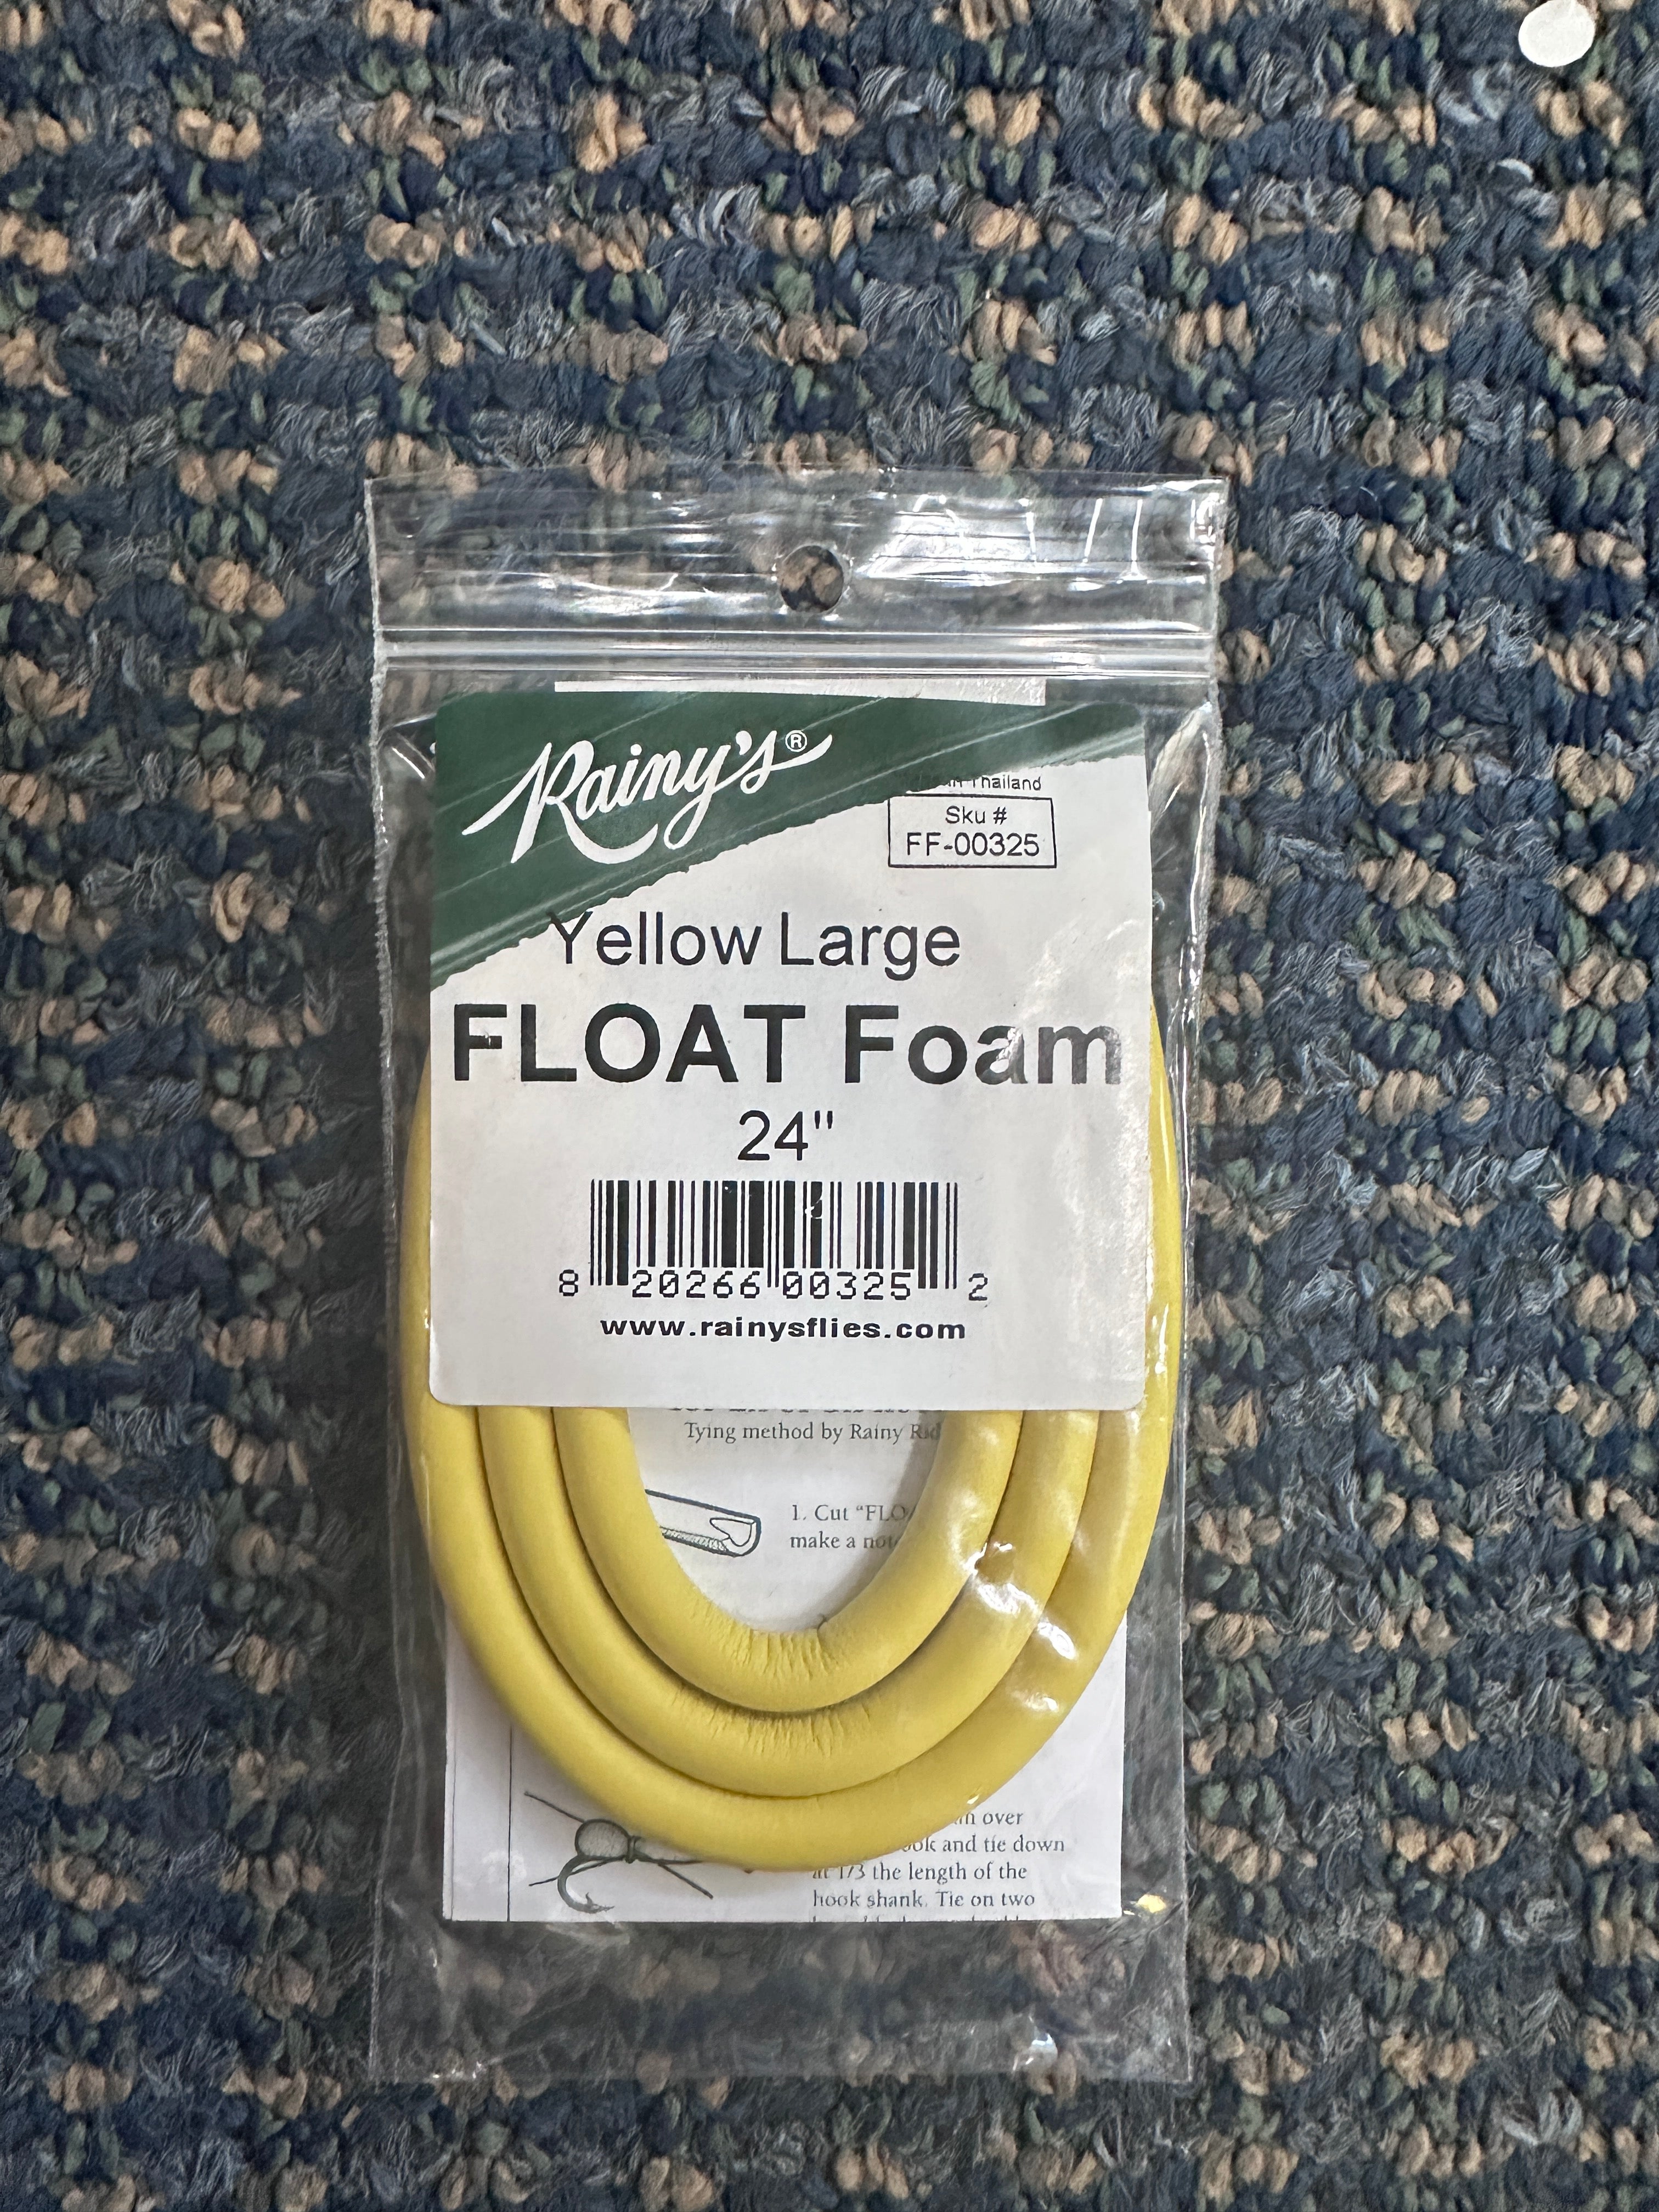 Rainy's®
Thailand
Sku #
FF-00325
Yellow Large
FLOAT Foam
24"
8 20266 00325 2
www.rainysflies.com
Tying method by Rainy
1. Cut
make a
over
and tie down
at 1/3 the length of the
hook shank. Tie on two